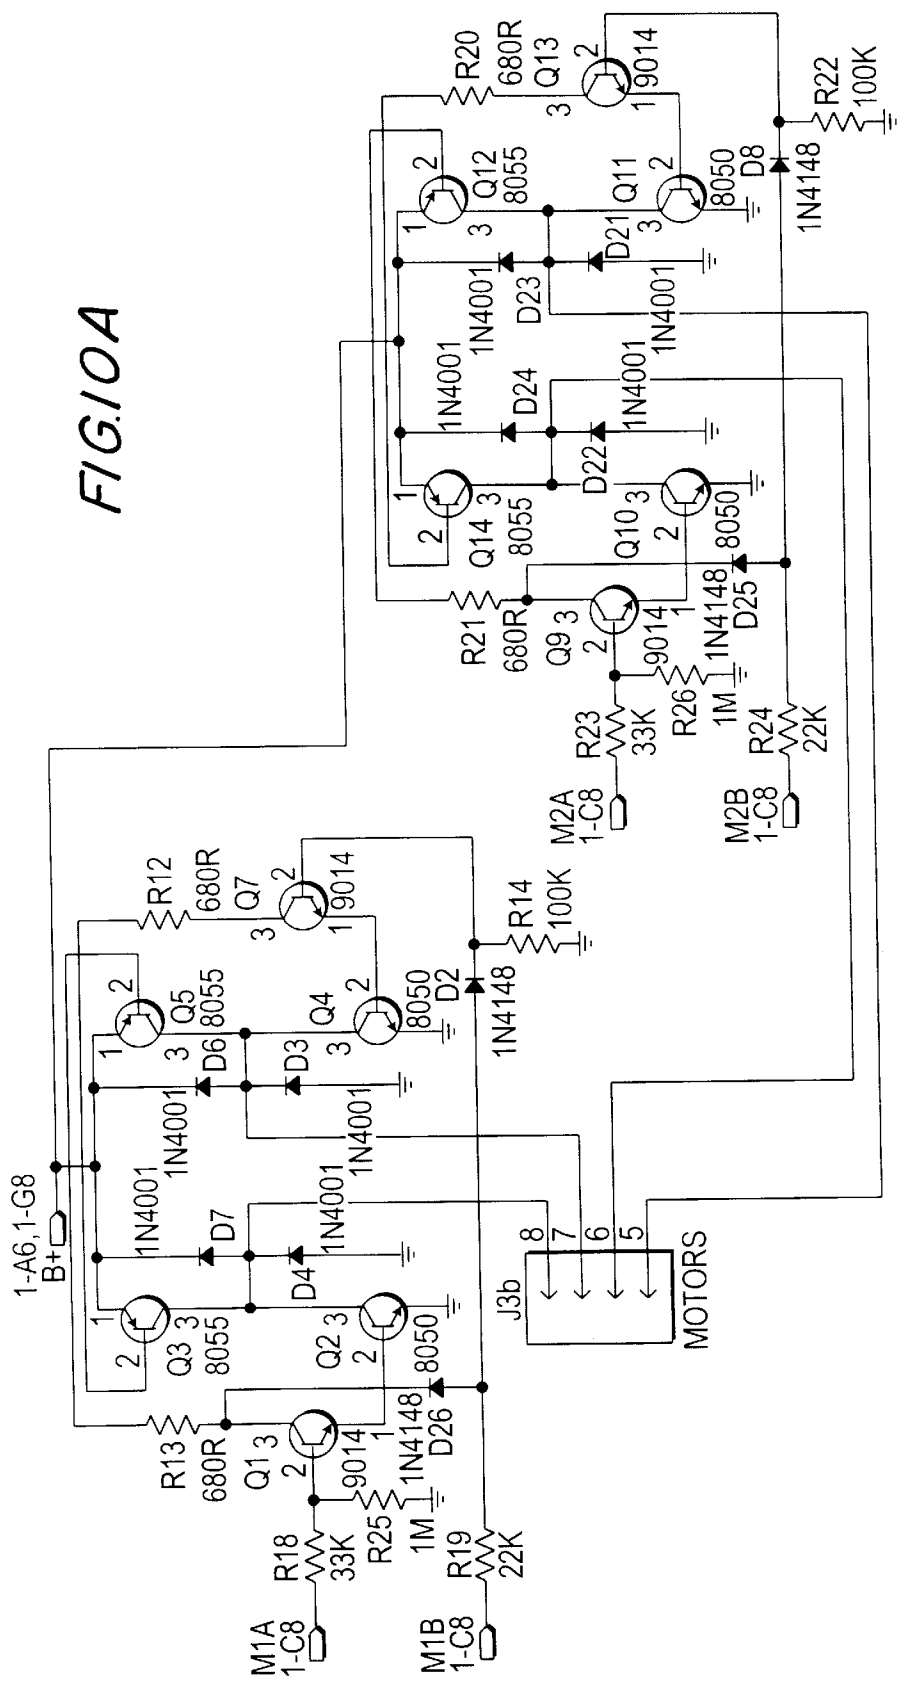 FIG.10A
1-A6,1-G8
B+
R13
680R
R12
680R
Q3
8055
1
2
3
Q5
8055
1
2
3
Q7
9014
1
2
3
D7
1N4001
D6
1N4001
D4
1N4001
D3
1N4001
Q1
9014
1
2
3
Q2
8050
2
3
Q4
8050
2
3
M1A
1-C8
R18
33K
R25
1M
1N4148
D26
M1B
1-C8
R19
22K
D2
1N4148
R14
100K
J3b
8
7
6
5
MOTORS
R21
680R
R20
680R
Q14
8055
1
2
3
Q12
8055
1
2
3
Q13
9014
1
2
3
D24
1N4001
D23
1N4001
D22
1N4001
D21
1N4001
Q9
9014
1
2
3
Q10
8050
2
3
Q11
8050
2
3
M2A
1-C8
R23
33K
R26
1M
1N4148
D25
M2B
1-C8
R24
22K
D8
1N4148
R22
100K